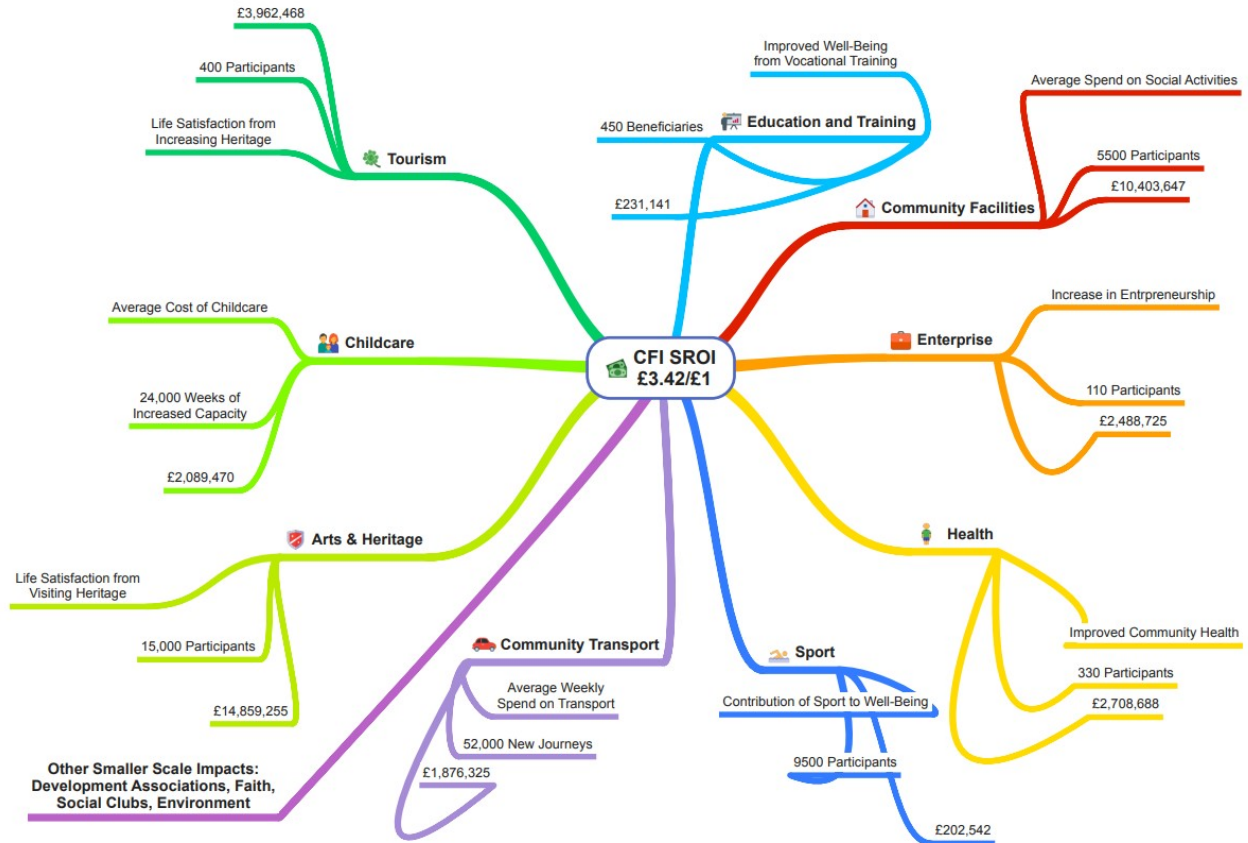 £3,962,468
400 Participants
Life Satisfaction from
Increasing Heritage
Tourism
Improved Well-Being
from Vocational Training
450 Beneficiaries
Education and Training
£231,141
Average Spend on Social Activities
5500 Participants
£10,403,647
Community Facilities
Average Cost of Childcare
Childcare
24,000 Weeks of
Increased Capacity
£2,089,470
CFI SROI
£3.42/£1
Increase in Entrpreneurship
Enterprise
110 Participants
£2,488,725
Arts & Heritage
Life Satisfaction from
Visiting Heritage
15,000 Participants
£14,859,255
Health
Improved Community Health
330 Participants
£2,708,688
Community Transport
Average Weekly
Spend on Transport
52,000 New Journeys
£1,876,325
Sport
Contribution of Sport to Well-Being
9500 Participants
£202,542
Other Smaller Scale Impacts:
Development Associations, Faith,
Social Clubs, Environment